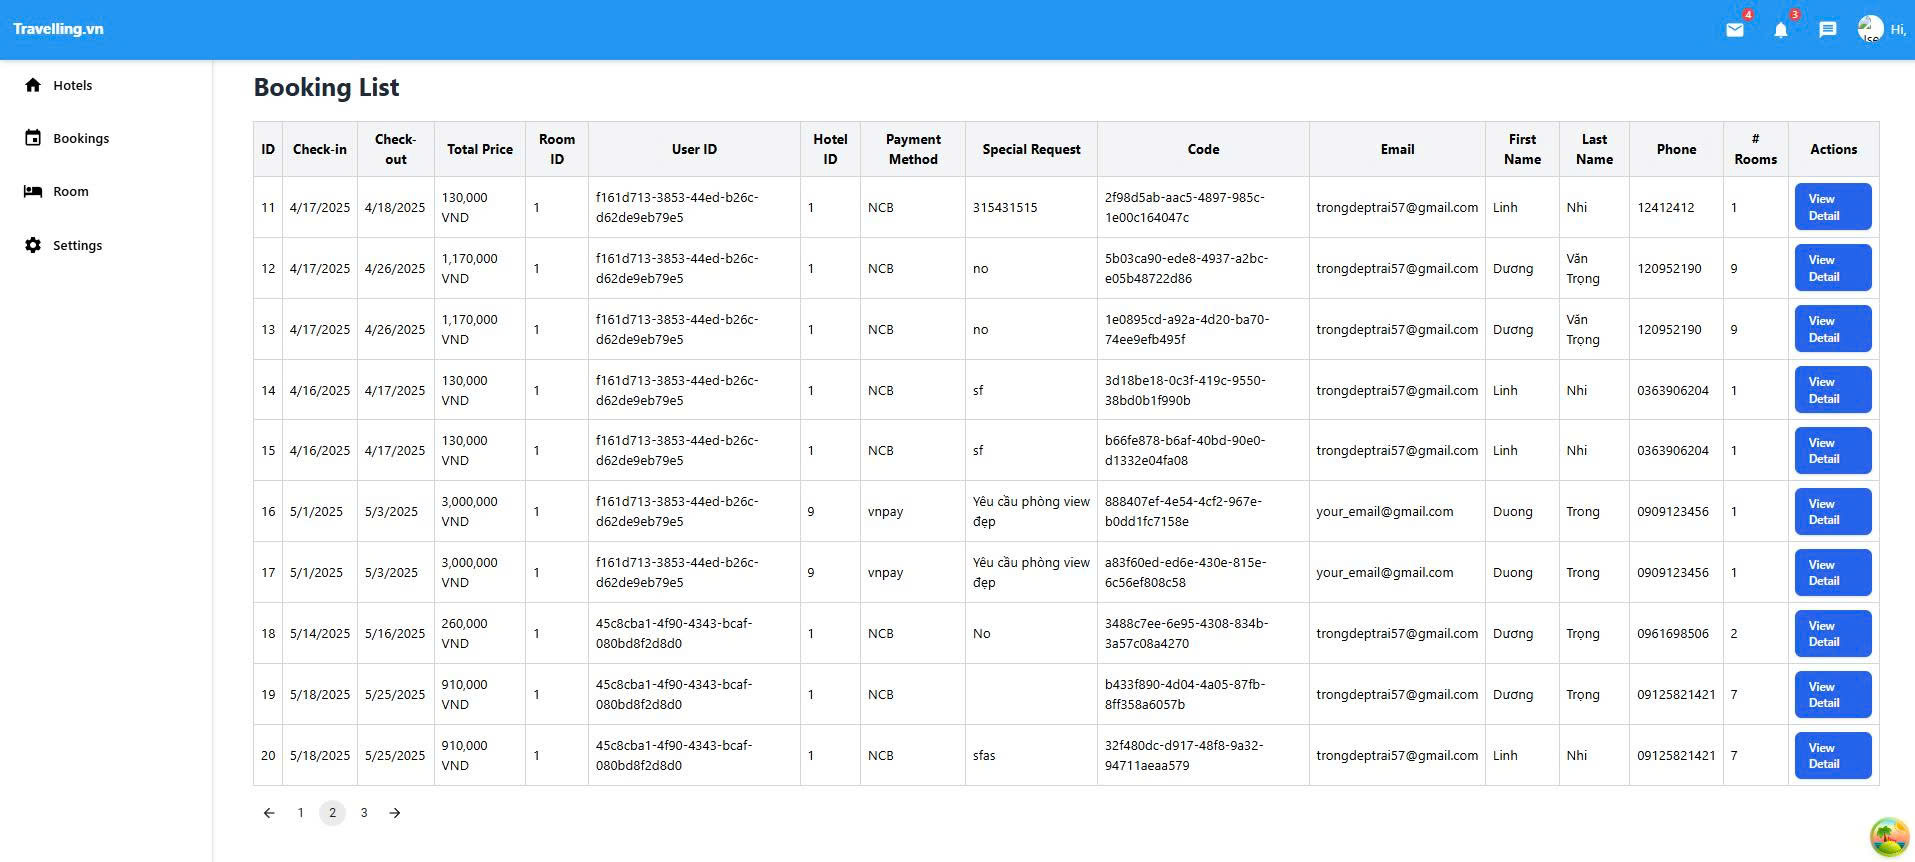 Travelling.vn
4
3
Hi,
Hotels
Bookings
Room
Settings
Booking List
ID Check-in Check-out Total Price Room ID User ID Hotel ID Payment Method Special Request Code Email First Name Last Name Phone # Rooms Actions
11 4/17/2025 4/18/2025 130,000 VND 1 f161d713-3853-44ed-b26c-d62de9eb79e5 1 NCB 315431515 2f98d5ab-aac5-4897-985c-1e00c164047c trongdeptrai57@gmail.com Linh Nhi 12412412 1 View Detail
12 4/17/2025 4/26/2025 1,170,000 VND 1 f161d713-3853-44ed-b26c-d62de9eb79e5 1 NCB no 5b03ca90-ede8-4937-a2bc-e05b48722d86 trongdeptrai57@gmail.com Dương Văn Trọng 120952190 9 View Detail
13 4/17/2025 4/26/2025 1,170,000 VND 1 f161d713-3853-44ed-b26c-d62de9eb79e5 1 NCB no 1e0895cd-a92a-4d20-ba70-74ee9efb495f trongdeptrai57@gmail.com Dương Văn Trọng 120952190 9 View Detail
14 4/16/2025 4/17/2025 130,000 VND 1 f161d713-3853-44ed-b26c-d62de9eb79e5 1 NCB sf 3d18be18-0c3f-419c-9550-38bd0b1f990b trongdeptrai57@gmail.com Linh Nhi 0363906204 1 View Detail
15 4/16/2025 4/17/2025 130,000 VND 1 f161d713-3853-44ed-b26c-d62de9eb79e5 1 NCB sf b66fe878-b6af-40bd-90e0-d1332e04fa08 trongdeptrai57@gmail.com Linh Nhi 0363906204 1 View Detail
16 5/1/2025 5/3/2025 3,000,000 VND 1 f161d713-3853-44ed-b26c-d62de9eb79e5 9 vnpay Yêu cầu phòng view đẹp 888407ef-4e54-4cf2-967e-b0dd1fc7158e your_email@gmail.com Duong Trong 0909123456 1 View Detail
17 5/1/2025 5/3/2025 3,000,000 VND 1 f161d713-3853-44ed-b26c-d62de9eb79e5 9 vnpay Yêu cầu phòng view đẹp a83f60ed-ed6e-430e-815e-6c56ef808c58 your_email@gmail.com Duong Trong 0909123456 1 View Detail
18 5/14/2025 5/16/2025 260,000 VND 1 45c8cba1-4f90-4343-bcaf-080bd8f2d8d0 1 NCB No 3488c7ee-6e95-4308-834b-3a57c08a4270 trongdeptrai57@gmail.com Dương Trọng 0961698506 2 View Detail
19 5/18/2025 5/25/2025 910,000 VND 1 45c8cba1-4f90-4343-bcaf-080bd8f2d8d0 1 NCB b433f890-4d04-4a05-87fb-8ff358a6057b trongdeptrai57@gmail.com Dương Trọng 09125821421 7 View Detail
20 5/18/2025 5/25/2025 910,000 VND 1 45c8cba1-4f90-4343-bcaf-080bd8f2d8d0 1 NCB sfas 32f480dc-d917-48f8-9a32-94711aeaa579 trongdeptrai57@gmail.com Linh Nhi 09125821421 7 View Detail
1 2 3